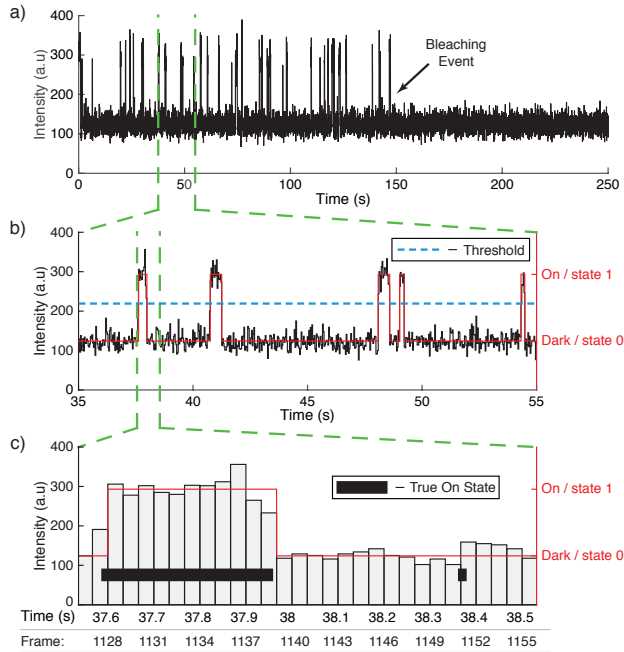 a)
400
300
200
100
0
Intensity (a.u)
Bleaching
Event
0 50 100 150 200 250
Time (s)
b)
400
300
200
100
0
Intensity (a.u)
– Threshold
On / state 1
Dark / state 0
35 40 45 50 55
Time (s)
c)
400
300
200
100
0
Intensity (a.u)
– True On State
On / state 1
Dark / state 0
Time (s) 37.6 37.7 37.8 37.9 38 38.1 38.2 38.3 38.4 38.5
Frame: 1128 1131 1134 1137 1140 1143 1146 1149 1152 1155